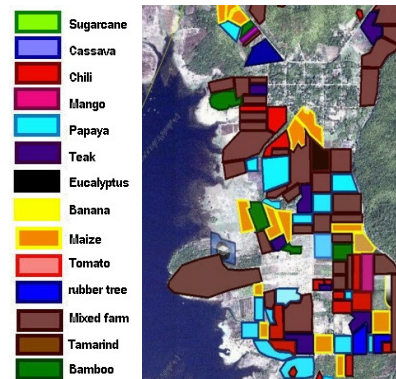 Sugarcane
Cassava
Chili
Mango
Papaya
Teak
Eucalyptus
Banana
Maize
Tomato
rubber tree
Mixed farm
Tamarind
Bamboo